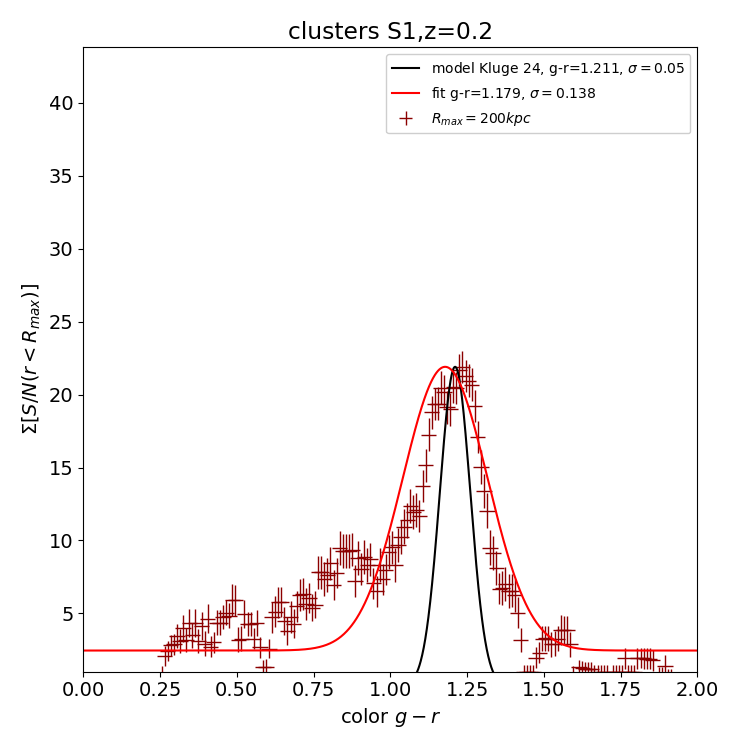 clusters S1,z=0.2
model Kluge 24, g-r=1.211, σ = 0.05
fit g-r=1.179, σ = 0.138
R_max = 200kpc
40
35
30
25
20
15
10
5
Σ[S/N(r < R_max)]
0.00 0.25 0.50 0.75 1.00 1.25 1.50 1.75 2.00
color g − r